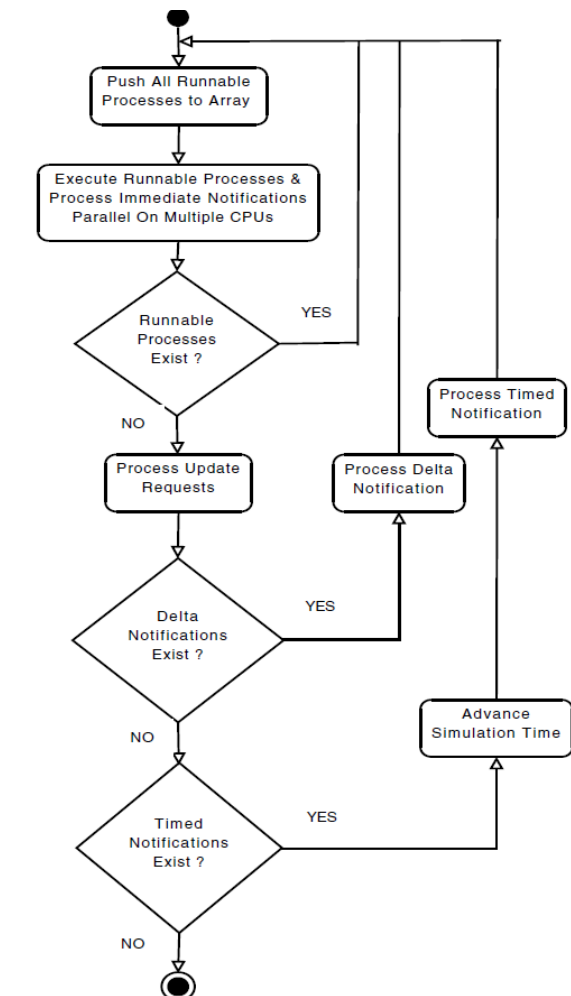 Push All Runnable
Processes to Array
Execute Runnable Processes &
Process Immediate Notifications
Parallel On Multiple CPUs
Runnable
Processes
Exist ?
YES
NO
Process Timed
Notification
Process Update
Requests
Process Delta
Notification
Delta
Notifications
Exist ?
YES
NO
Advance
Simulation Time
Timed
Notifications
Exist ?
YES
NO